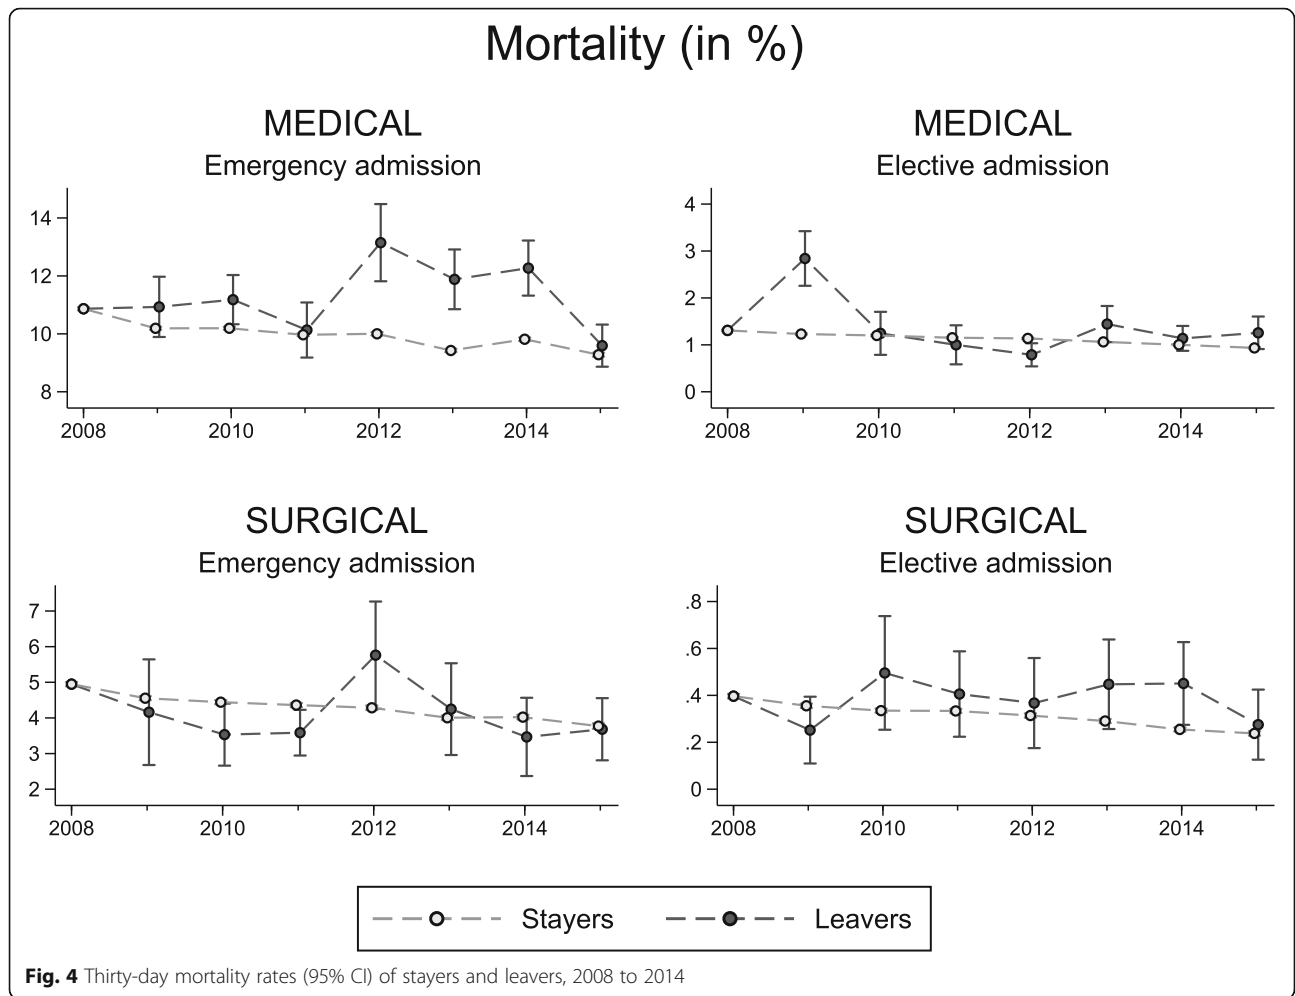 Mortality (in %)
MEDICAL
Emergency admission
14
12
10
8
2008 2010 2012 2014
MEDICAL
Elective admission
4
3
2
1
0
2008 2010 2012 2014
SURGICAL
Emergency admission
7
6
5
4
3
2
2008 2010 2012 2014
SURGICAL
Elective admission
.8
.6
.4
.2
0
2008 2010 2012 2014
Stayers Leavers
Fig. 4 Thirty-day mortality rates (95% CI) of stayers and leavers, 2008 to 2014